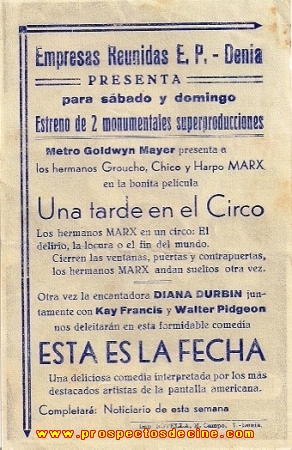 Empresas Reunidas E. P. - Denia
PRESENTA
para sábado y domingo
Estreno de 2 monumentales superproducciones
Metro Goldwyn Mayer presenta a
los hermanos Groucho, Chico y Harpo MARX
en la bonita película
Una tarde en el Circo
Los hermanos MARX en un circo: El
delirio, la locura o el fin del mundo.
Cierren las ventanas, puertas y contrapuertas,
los hermanos MARX andan sueltos otra vez.
Otra vez la encantadora DIANA DURBIN jun-
tamente con Kay Francis y Walter Pidgeon
nos deleitarán en esta formidable comedia
ESTA ES LA FECHA
Una deliciosa comedia interpretada por los más
destacados artistas de la pantalla americana.
Completará: Noticiario de esta semana
www.prospectosdecine.com